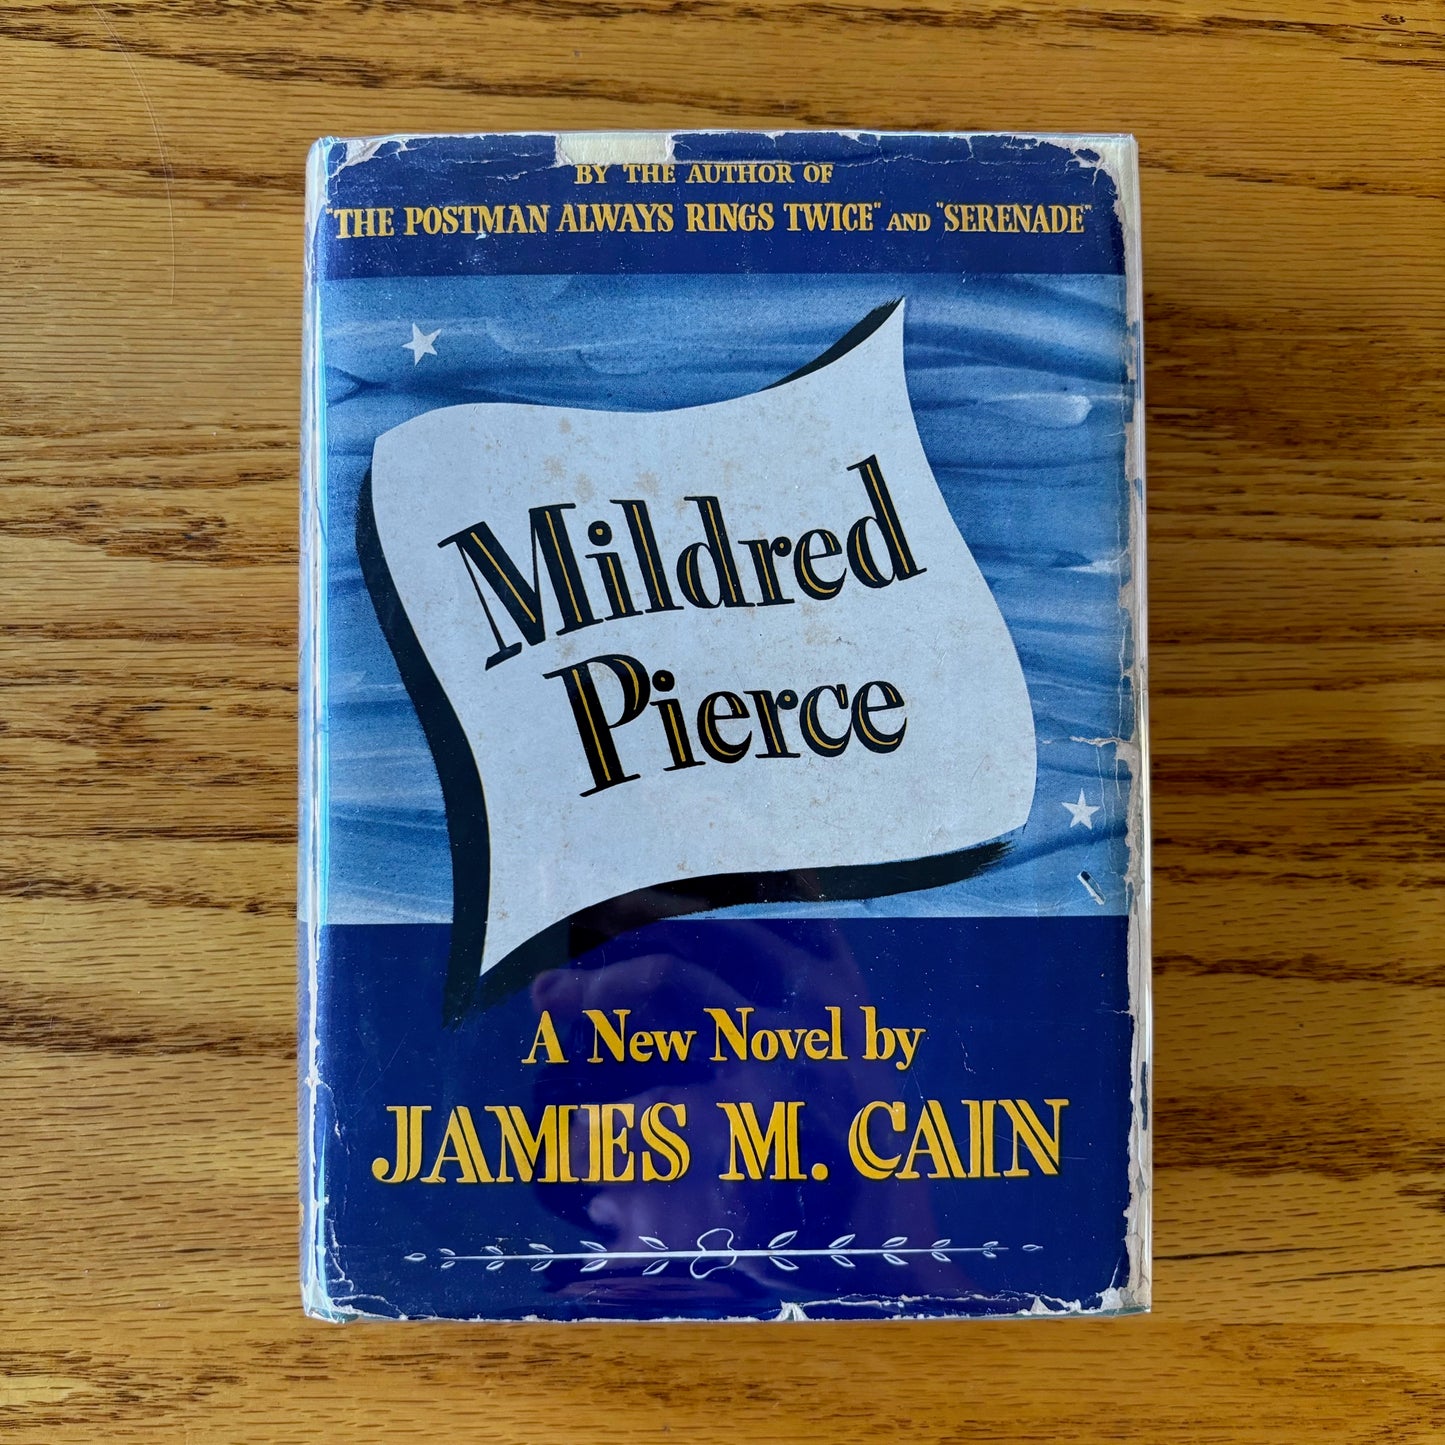 BY THE AUTHOR OF
"THE POSTMAN ALWAYS RINGS TWICE" AND "SERENADE"
Mildred
Pierce
A New Novel by
JAMES M. CAIN